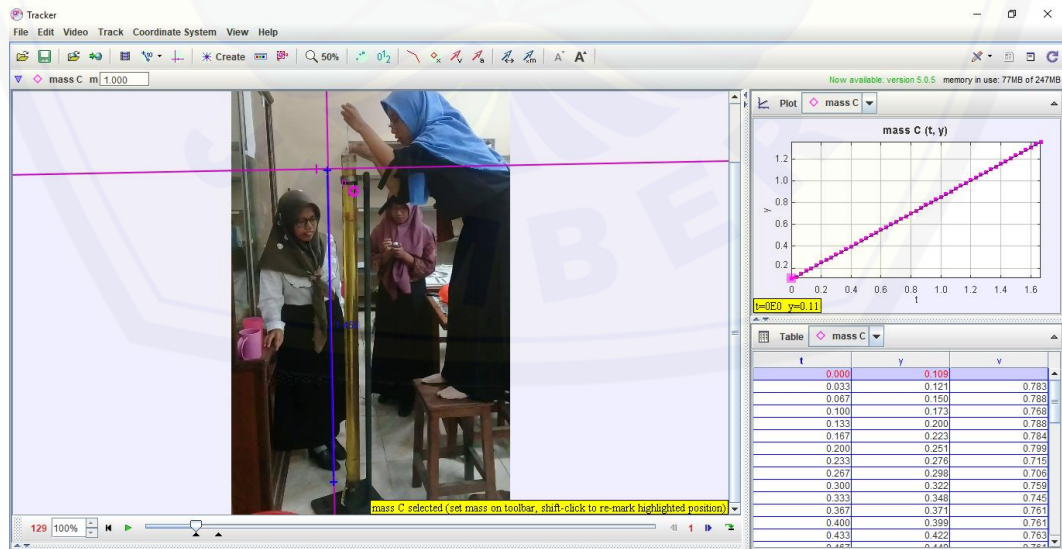 Tracker
File Edit Video Track Coordinate System View Help
Create 50%
mass C m 1.000
Now available: version 5.0.5 memory in use: 77MB of 247MB
mass C selected (set mass on toolbar, shift-click to re-mark highlighted position)
129 100% 1
Plot mass C
mass C (t, y)
y
1.2
1.0
0.8
0.6
0.4
0.2
0 0.2 0.4 0.6 0.8 1.0 1.2 1.4 1.6
t
t=0E0 y=0.11
Table mass C
t y v
0.000 0.109
0.033 0.121 0.783
0.067 0.150 0.788
0.100 0.173 0.768
0.133 0.200 0.788
0.167 0.223 0.784
0.200 0.251 0.799
0.233 0.276 0.715
0.267 0.298 0.706
0.300 0.322 0.759
0.333 0.348 0.745
0.367 0.371 0.761
0.400 0.399 0.761
0.433 0.422 0.763